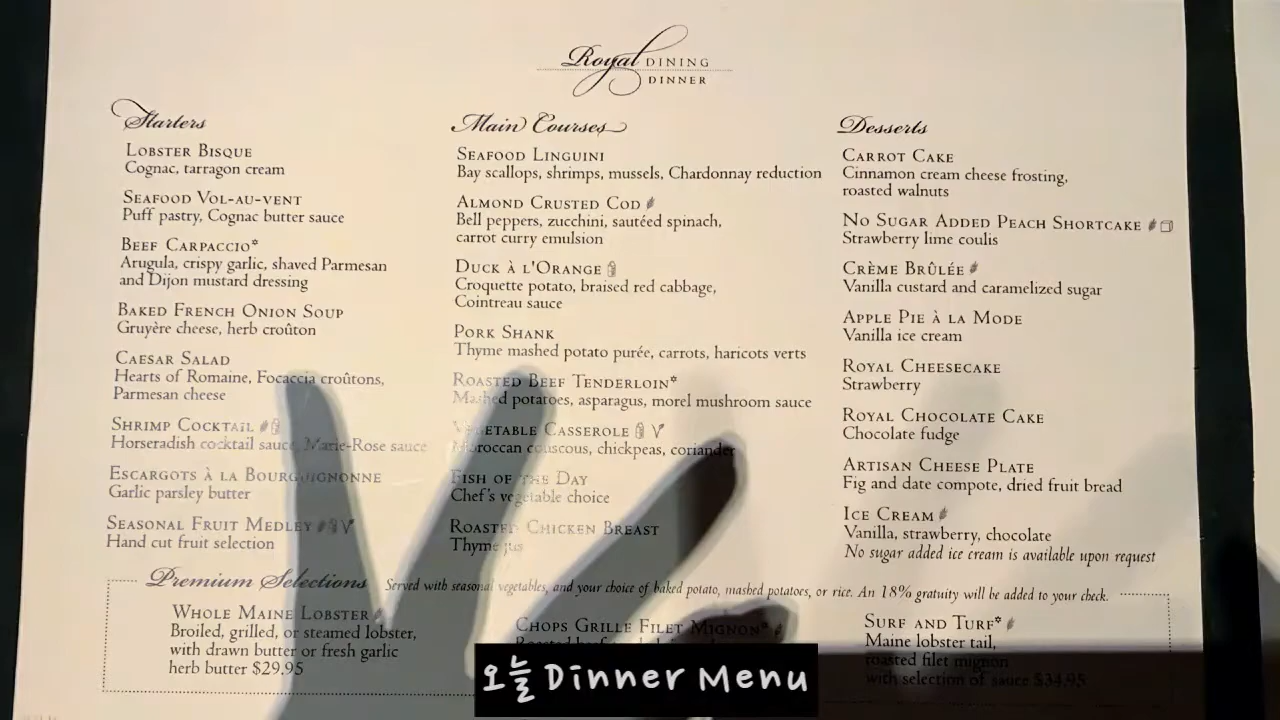 Royal DINING
DINNER
Starters
LOBSTER BISQUE
Cognac, tarragon cream
SEAFOOD VOL-AU-VENT
Puff pastry, Cognac butter sauce
BEEF CARPACCIO*
Arugula, crispy garlic, shaved Parmesan
and Dijon mustard dressing
BAKED FRENCH ONION SOUP
Gruyère cheese, herb croûton
CAESAR SALAD
Hearts of Romaine, Focaccia croûtons,
Parmesan cheese
SHRIMP COCKTAIL
Horseradish cocktail sauce, Marie-Rose sauce
ESCARGOTS À LA BOURGUIGNONNE
Garlic parsley butter
SEASONAL FRUIT MEDLEY
Hand cut fruit selection
Main Courses
SEAFOOD LINGUINI
Bay scallops, shrimps, mussels, Chardonnay reduction
ALMOND CRUSTED COD
Bell peppers, zucchini, sautéed spinach,
carrot curry emulsion
DUCK À L'ORANGE
Croquette potato, braised red cabbage,
Cointreau sauce
PORK SHANK
Thyme mashed potato purée, carrots, haricots verts
ROASTED BEEF TENDERLOIN*
Mashed potatoes, asparagus, morel mushroom sauce
VEGETABLE CASSEROLE
Moroccan couscous, chickpeas, coriander
FISH OF THE DAY
Chef's vegetable choice
ROASTED CHICKEN BREAST
Thyme jus
Desserts
CARROT CAKE
Cinnamon cream cheese frosting,
roasted walnuts
NO SUGAR ADDED PEACH SHORTCAKE
Strawberry lime coulis
CRÈME BRÛLÉE
Vanilla custard and caramelized sugar
APPLE PIE À LA MODE
Vanilla ice cream
ROYAL CHEESECAKE
Strawberry
ROYAL CHOCOLATE CAKE
Chocolate fudge
ARTISAN CHEESE PLATE
Fig and date compote, dried fruit bread
ICE CREAM
Vanilla, strawberry, chocolate
No sugar added ice cream is available upon request
Premium Selections Served with seasonal vegetables, and your choice of baked potato, mashed potatoes, or rice. An 18% gratuity will be added to your check.
WHOLE MAINE LOBSTER
Broiled, grilled, or steamed lobster,
with drawn butter or fresh garlic
herb butter $29.95
CHOPS GRILLE FILET MIGNON*
SURF AND TURF*
Maine lobster tail,
roasted filet mignon
with selection of sauce $34.95
오늘 Dinner Menu